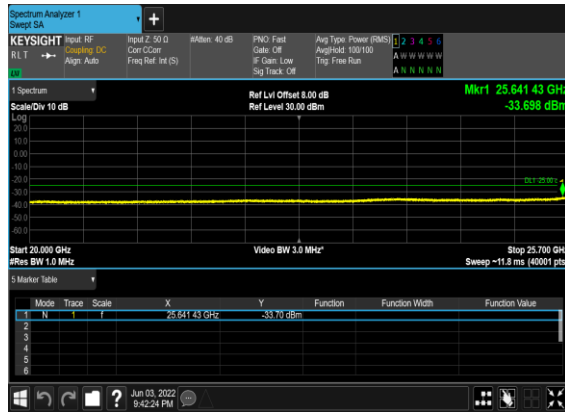 Spectrum Analyzer 1
Swept SA
+
KEYSIGHT Input: RF Input Z: 50 Ω #Atten: 40 dB PNO: Fast Avg Type: Power (RMS) 1 2 3 4 5 6
RLT Coupling: DC Corr CCorr Gate: Off Avg|Hold: 100/100 A W W W W W
Align: Auto Freq Ref: Int (S) IF Gain: Low Trig: Free Run
LU Sig Track: Off A N N N N N
1 Spectrum Ref Lvl Offset 8.00 dB Mkr1 25.641 43 GHz
Scale/Div 10 dB Ref Level 30.00 dBm -33.698 dBm
Log
20.0
10.0
0.00
-10.0
-20.0
DL1 -25.00
-30.0
-40.0
-50.0
-60.0
Start 20.000 GHz Video BW 3.0 MHz* Stop 25.700 GHz
#Res BW 1.0 MHz Sweep ~11.8 ms (40001 pts)
5 Marker Table
Mode Trace Scale X Y Function Function Width Function Value
1 N 1 f 25.641 43 GHz -33.70 dBm
2
3
4
5
6
? Jun 03, 2022
9:42:24 PM